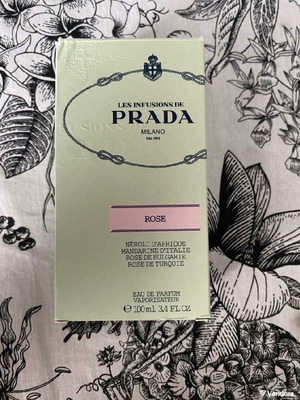 LES INFUSIONS DE
PRADA
MILANO
DAL 1913
ROSE
NÉROLI D'AFRIQUE
MANDARINE D'ITALIE
ROSE DE BULGARIE
ROSE DE TURQUIE
EAU DE PARFUM
VAPORISATEUR
℮ 100 ml 3.4 FL OZ
Vendora